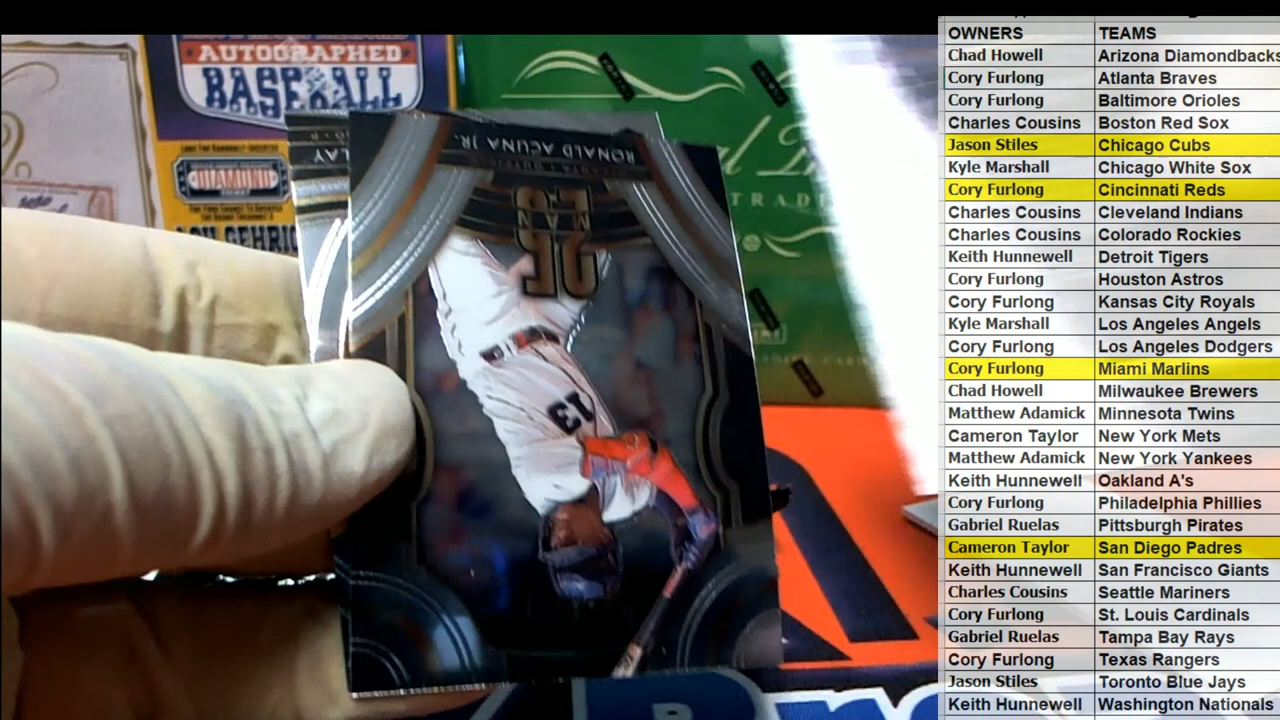 AUTOGRAPHED
BASEBALL
DIAMOND
LOU GEHRIG
RONALD ACUNA JR.
13
OWNERS TEAMS
Chad Howell Arizona Diamondbacks
Cory Furlong Atlanta Braves
Cory Furlong Baltimore Orioles
Charles Cousins Boston Red Sox
Jason Stiles Chicago Cubs
Kyle Marshall Chicago White Sox
Cory Furlong Cincinnati Reds
Charles Cousins Cleveland Indians
Charles Cousins Colorado Rockies
Keith Hunnewell Detroit Tigers
Cory Furlong Houston Astros
Cory Furlong Kansas City Royals
Kyle Marshall Los Angeles Angels
Cory Furlong Los Angeles Dodgers
Cory Furlong Miami Marlins
Chad Howell Milwaukee Brewers
Matthew Adamick Minnesota Twins
Cameron Taylor New York Mets
Matthew Adamick New York Yankees
Keith Hunnewell Oakland A's
Cory Furlong Philadelphia Phillies
Gabriel Ruelas Pittsburgh Pirates
Cameron Taylor San Diego Padres
Keith Hunnewell San Francisco Giants
Charles Cousins Seattle Mariners
Cory Furlong St. Louis Cardinals
Gabriel Ruelas Tampa Bay Rays
Cory Furlong Texas Rangers
Jason Stiles Toronto Blue Jays
Keith Hunnewell Washington Nationals